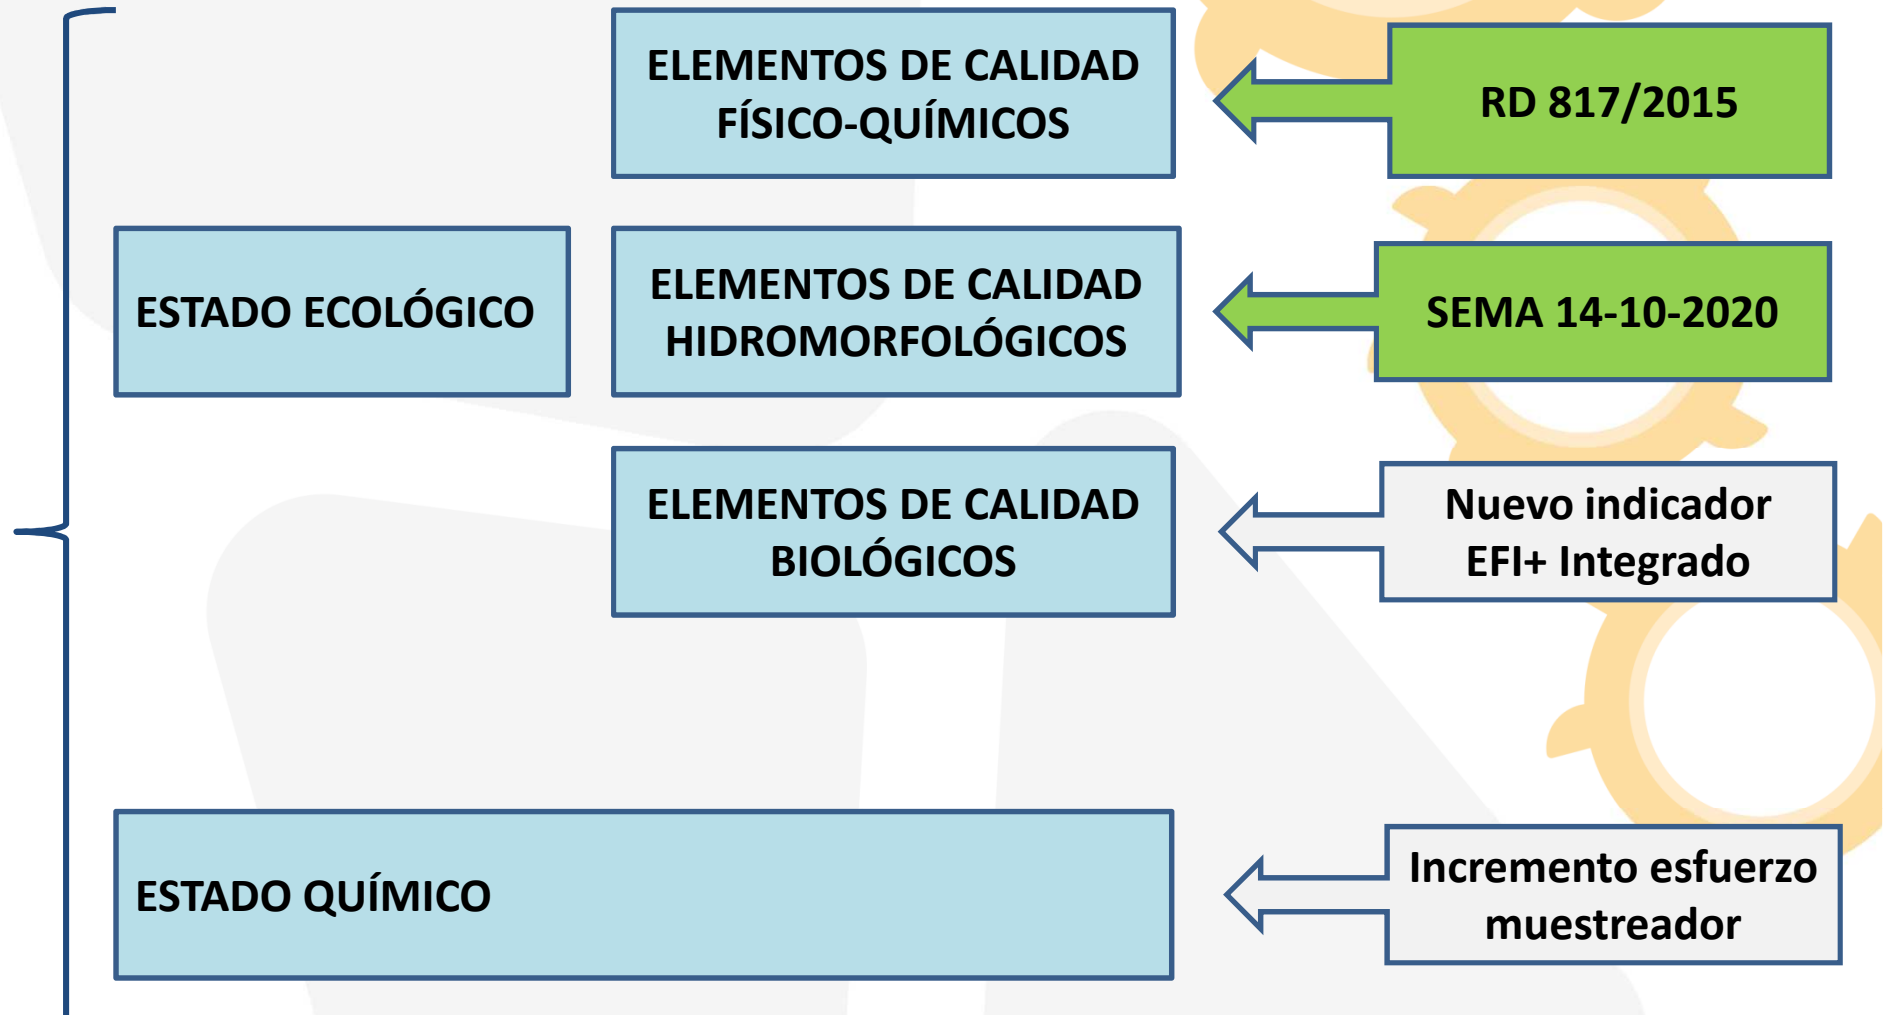 ELEMENTOS DE CALIDAD
FÍSICO-QUÍMICOS
RD 817/2015
ESTADO ECOLÓGICO
ELEMENTOS DE CALIDAD
HIDROMORFOLÓGICOS
SEMA 14-10-2020
ELEMENTOS DE CALIDAD
BIOLÓGICOS
Nuevo indicador
EFI+ Integrado
ESTADO QUÍMICO
Incremento esfuerzo
muestreador